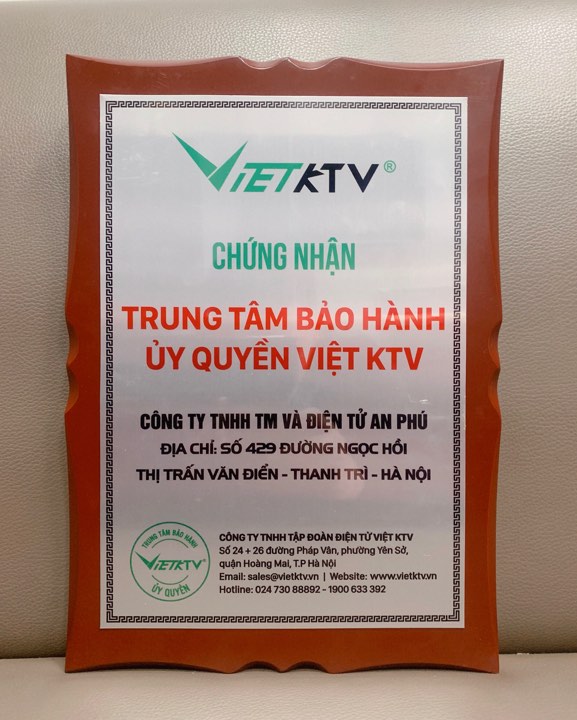 VIETKTV®
CHỨNG NHẬN
TRUNG TÂM BẢO HÀNH
ỦY QUYỀN VIỆT KTV
CÔNG TY TNHH TM VÀ ĐIỆN TỬ AN PHÚ
ĐỊA CHỈ: SỐ 429 ĐƯỜNG NGỌC HỒI
THỊ TRẤN VĂN ĐIỂN - THANH TRÌ - HÀ NỘI
TRUNG TÂM BẢO HÀNH
VIETKTV®
ỦY QUYỀN
CÔNG TY TNHH TẬP ĐOÀN ĐIỆN TỬ VIỆT KTV
Số 24 + 26 đường Pháp Vân, phường Yên Sở,
quận Hoàng Mai, T.P Hà Nội
Email: sales@vietktv.vn | Website: www.vietktv.vn
Hotline: 024 730 88892 - 1900 633 392